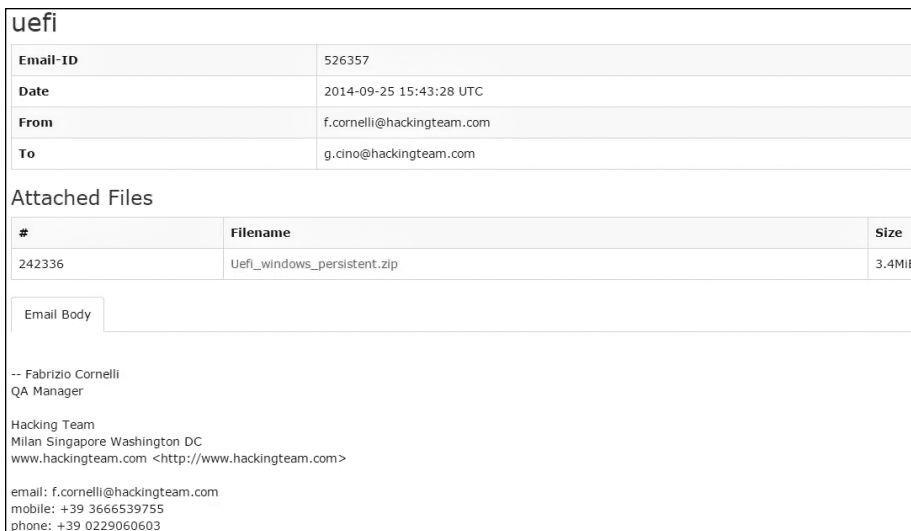 uefi
Email-ID 526357
Date 2014-09-25 15:43:28 UTC
From f.cornelli@hackingteam.com
To g.cino@hackingteam.com
Attached Files
# Filename Size
242336 Uefi_windows_persistent.zip 3.4MiB
Email Body
-- Fabrizio Cornelli
QA Manager
Hacking Team
Milan Singapore Washington DC
www.hackingteam.com <http://www.hackingteam.com>
email: f.cornelli@hackingteam.com
mobile: +39 3666539755
phone: +39 0229060603